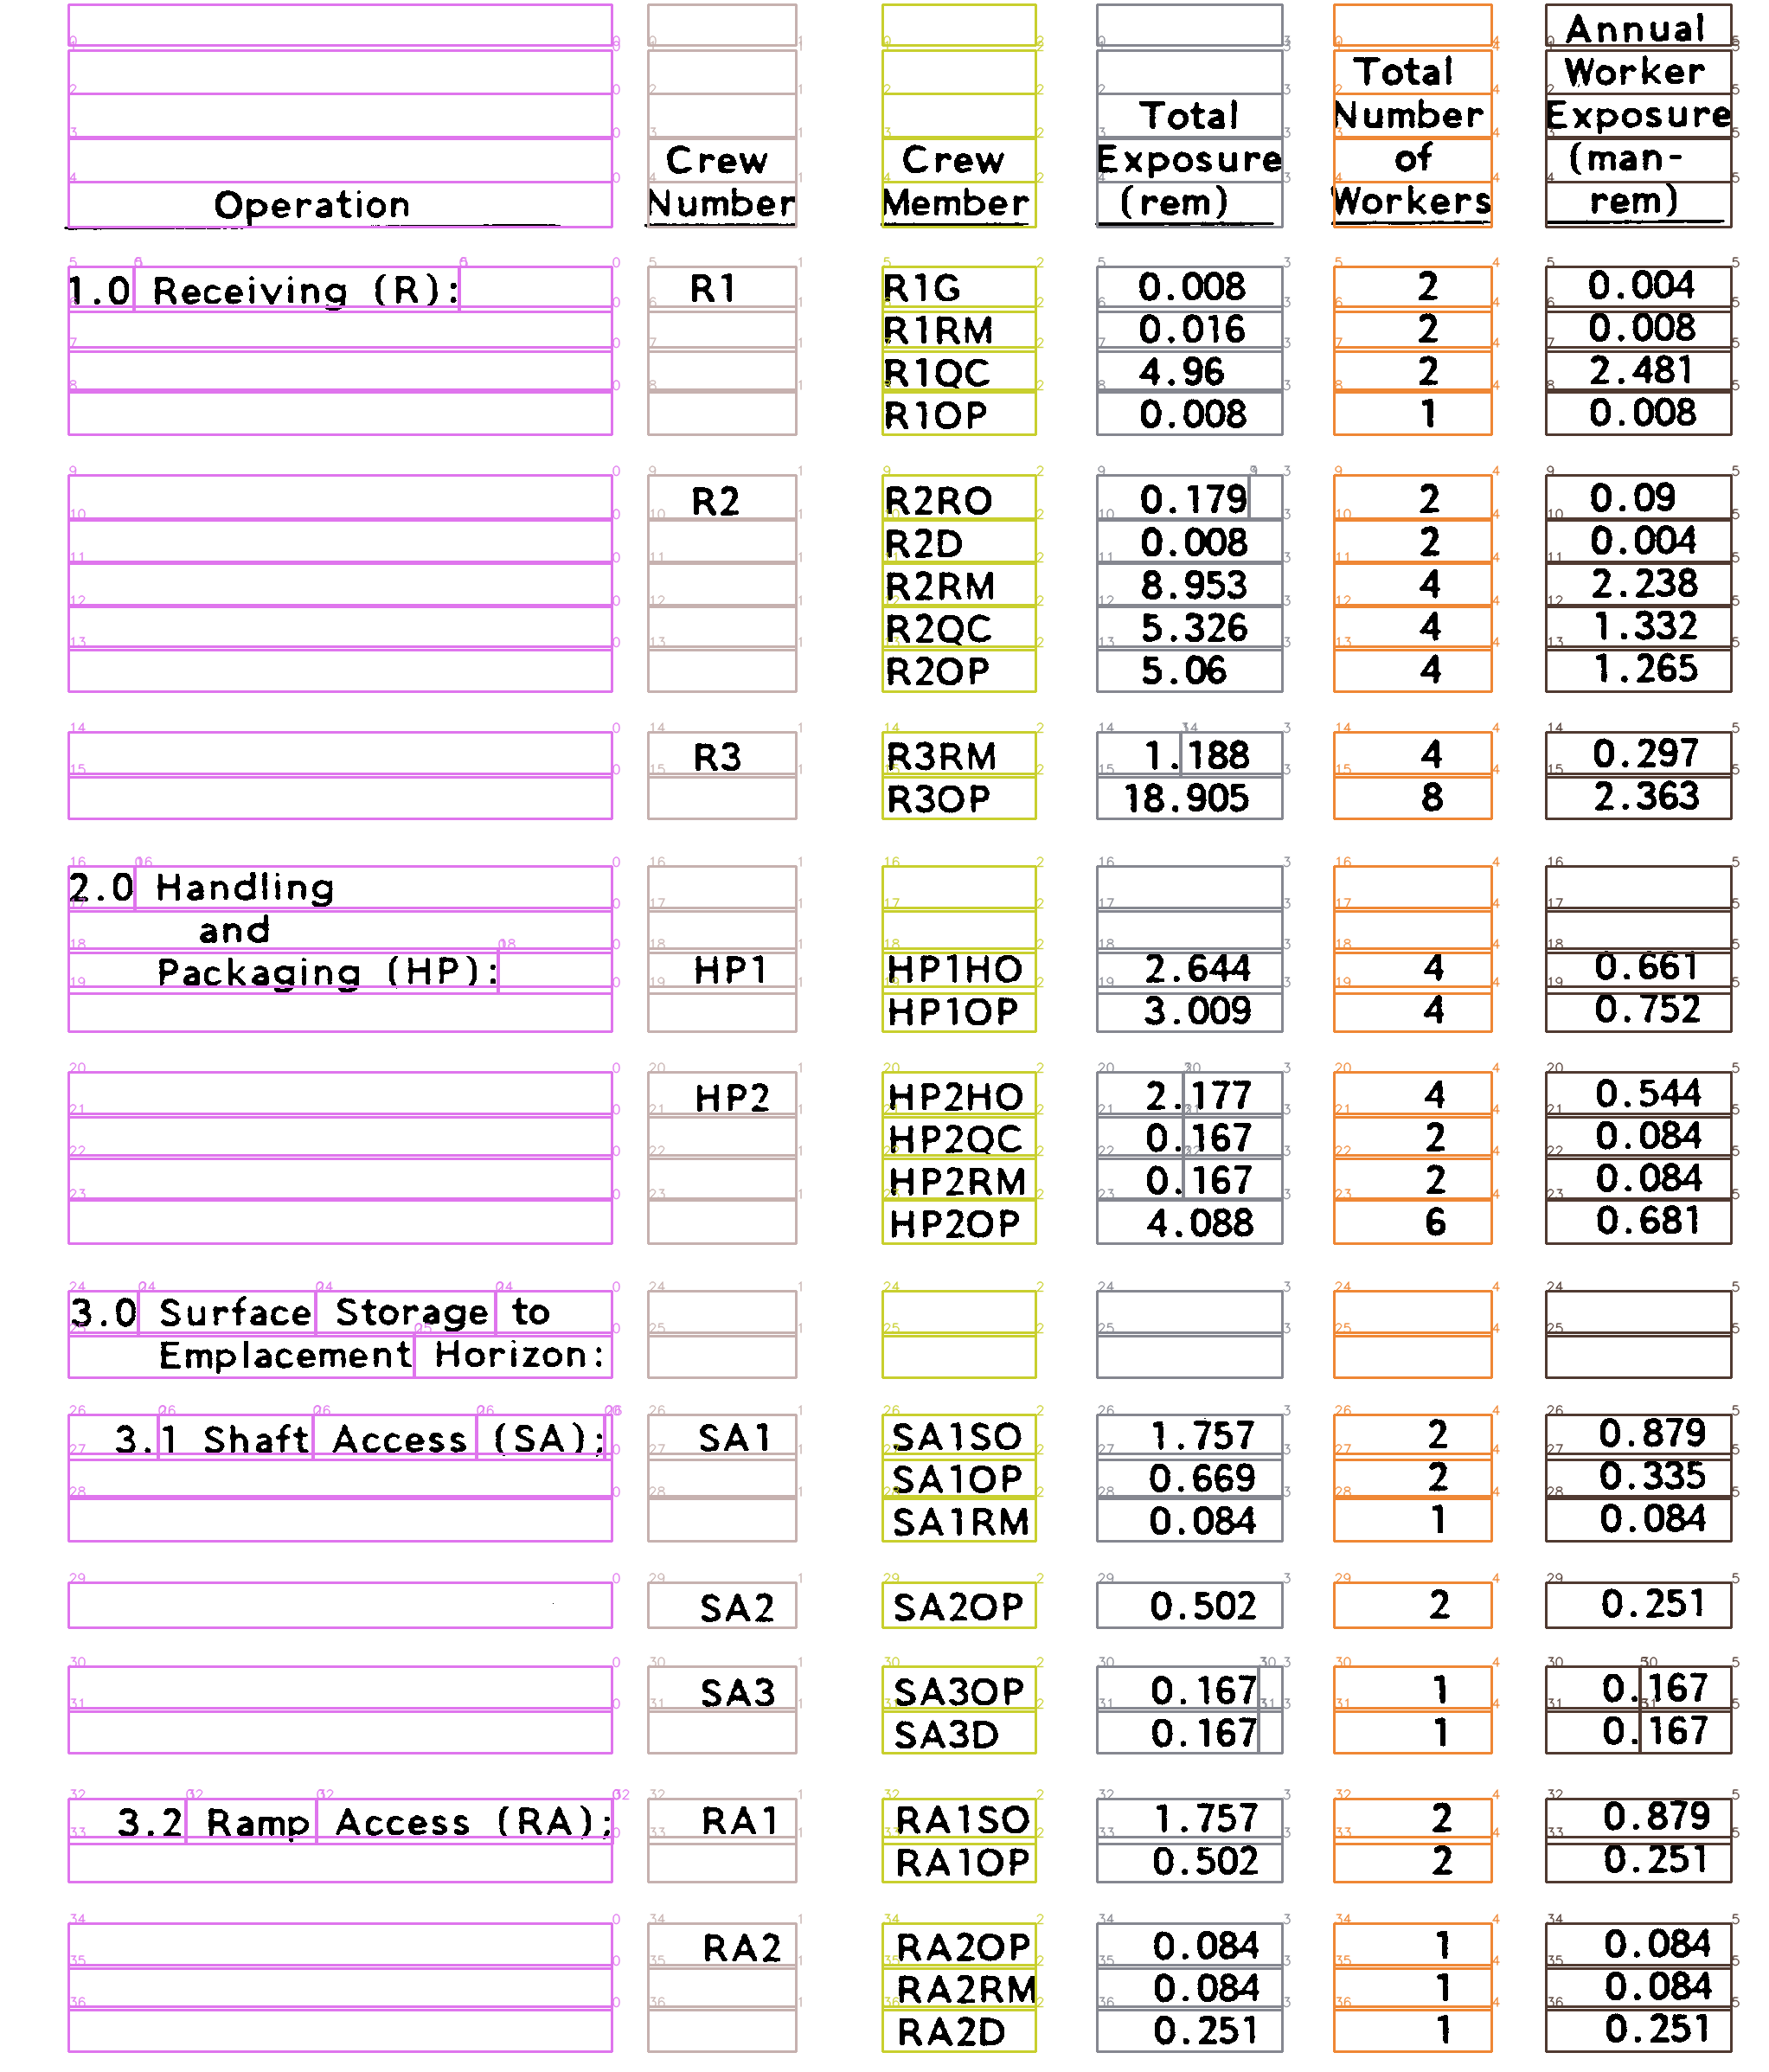 Annual
Total Worker
Total Number Exposure
Crew Crew Exposure of (man-
Operation Number Member (rem) Workers rem)
1.0 Receiving (R): R1 R1G 0.008 2 0.004
R1RM 0.016 2 0.008
R1QC 4.96 2 2.481
R1OP 0.008 1 0.008
R2 R2RO 0.179 2 0.09
R2D 0.008 2 0.004
R2RM 8.953 4 2.238
R2QC 5.326 4 1.332
R2OP 5.06 4 1.265
R3 R3RM 1.188 4 0.297
R3OP 18.905 8 2.363
2.0 Handling
and
Packaging (HP): HP1 HP1HO 2.644 4 0.661
HP1OP 3.009 4 0.752
HP2 HP2HO 2.177 4 0.544
HP2QC 0.167 2 0.084
HP2RM 0.167 2 0.084
HP2OP 4.088 6 0.681
3.0 Surface Storage to
Emplacement Horizon:
3.1 Shaft Access (SA); SA1 SA1SO 1.757 2 0.879
SA1OP 0.669 2 0.335
SA1RM 0.084 1 0.084
SA2 SA2OP 0.502 2 0.251
SA3 SA3OP 0.167 1 0.167
SA3D 0.167 1 0.167
3.2 Ramp Access (RA); RA1 RA1SO 1.757 2 0.879
RA1OP 0.502 2 0.251
RA2 RA2OP 0.084 1 0.084
RA2RM 0.084 1 0.084
RA2D 0.251 1 0.251